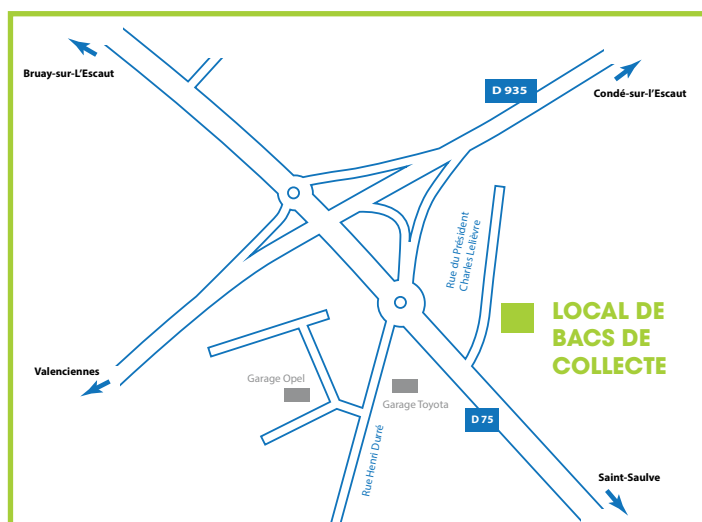 Bruay-sur-L'Escaut
D 935
Condé-sur-l'Escaut
Rue du Président
Charles Lelièvre
LOCAL DE
BACS DE
COLLECTE
Valenciennes
Garage Opel
Garage Toyota
D 75
Rue Henri Durré
Saint-Saulve